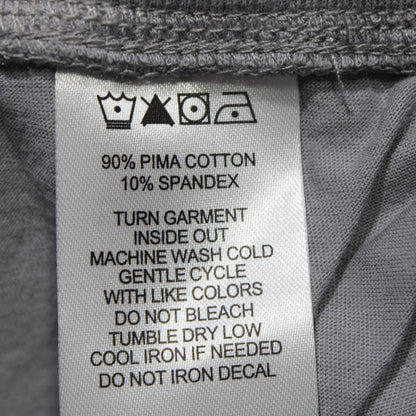 90% PIMA COTTON
10% SPANDEX
TURN GARMENT
INSIDE OUT
MACHINE WASH COLD
GENTLE CYCLE
WITH LIKE COLORS
DO NOT BLEACH
TUMBLE DRY LOW
COOL IRON IF NEEDED
DO NOT IRON DECAL